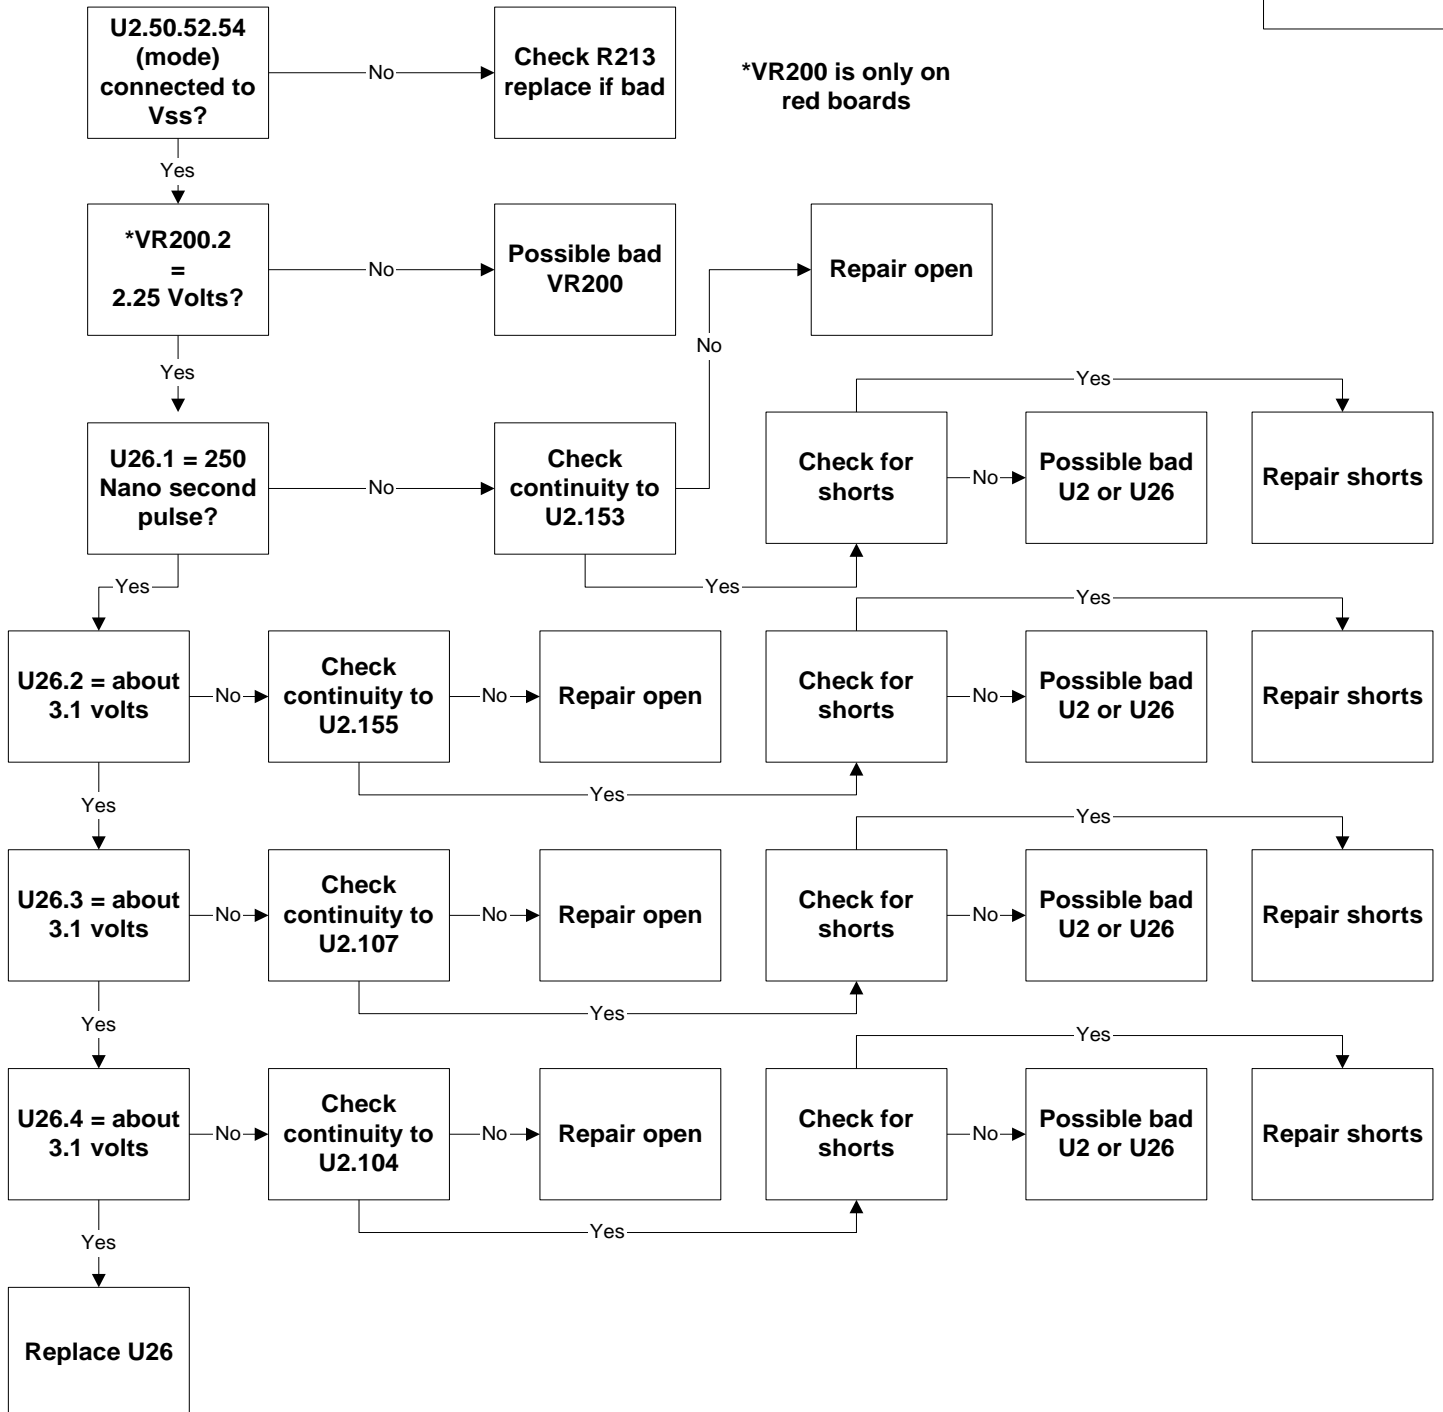 U2.50.52.54
(mode)
connected to
Vss?
No
Check R213
replace if bad
*VR200 is only on
red boards
Yes
*VR200.2
=
2.25 Volts?
No
Possible bad
VR200
Repair open
No
Yes
Yes
U26.1 = 250
Nano second
pulse?
No
Check
continuity to
U2.153
Check for
shorts
No
Possible bad
U2 or U26
Repair shorts
Yes
Yes
Yes
U26.2 = about
3.1 volts
No
Check
continuity to
U2.155
No
Repair open
Check for
shorts
No
Possible bad
U2 or U26
Repair shorts
Yes
Yes
Yes
U26.3 = about
3.1 volts
No
Check
continuity to
U2.107
No
Repair open
Check for
shorts
No
Possible bad
U2 or U26
Repair shorts
Yes
Yes
Yes
U26.4 = about
3.1 volts
No
Check
continuity to
U2.104
No
Repair open
Check for
shorts
No
Possible bad
U2 or U26
Repair shorts
Yes
Yes
Replace U26